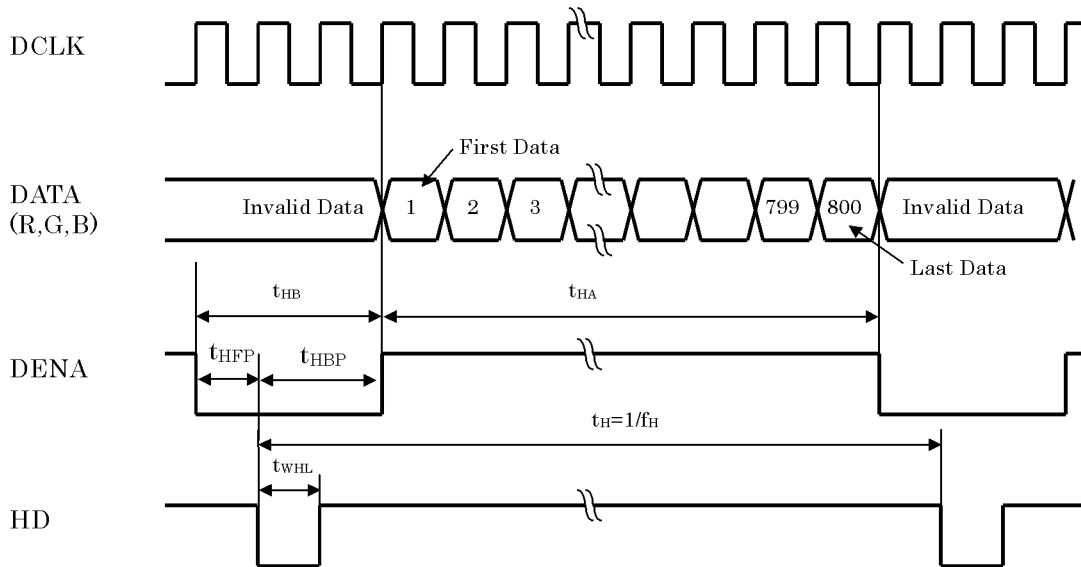 DCLK
First Data
DATA
(R,G,B)
Invalid Data 1 2 3 799 800 Invalid Data
Last Data
tHB tHA
tHFP tHBP
DENA
tH=1/fH
tWHL
HD